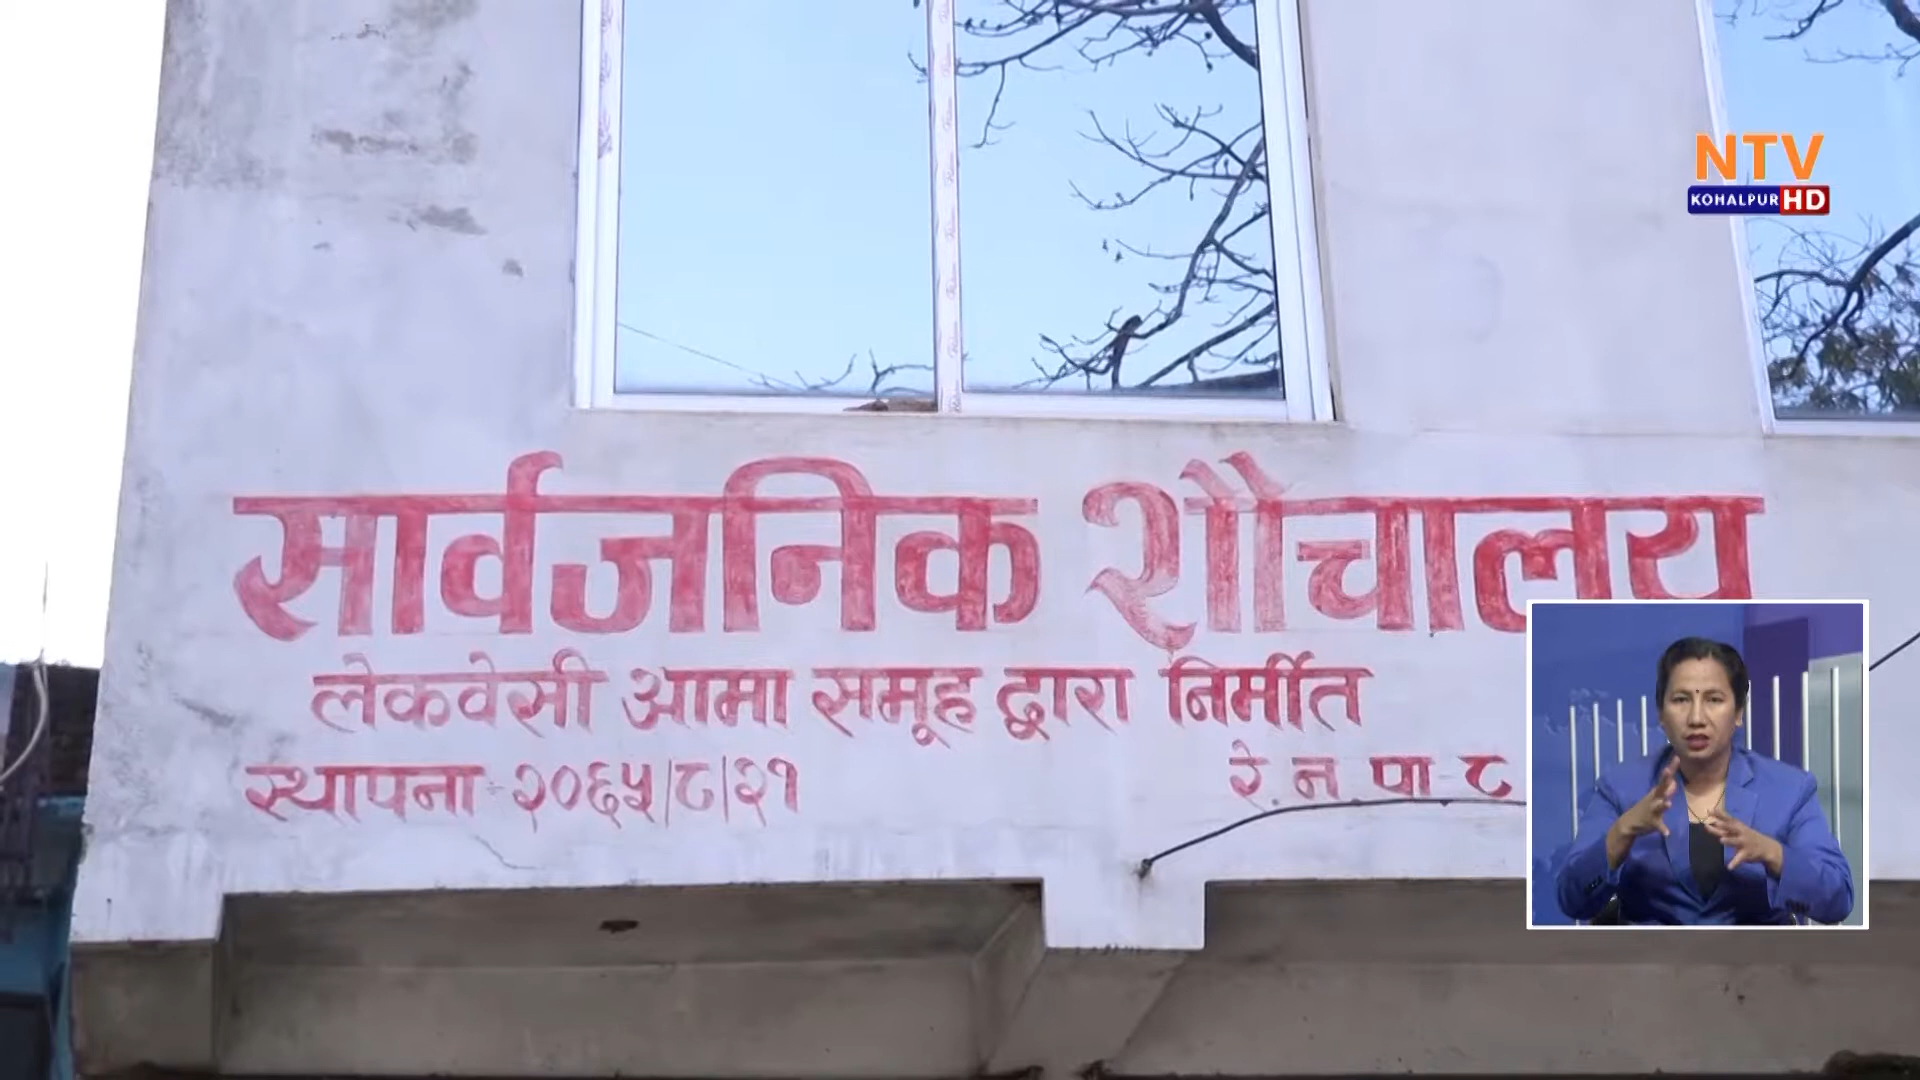 NTV
KOHALPUR HD
सार्वजनिक शौचालय
लेकवेसी आमा समूह द्वारा निर्मीत
स्थापना÷२०६५/८/२१
रे.न.पा-८